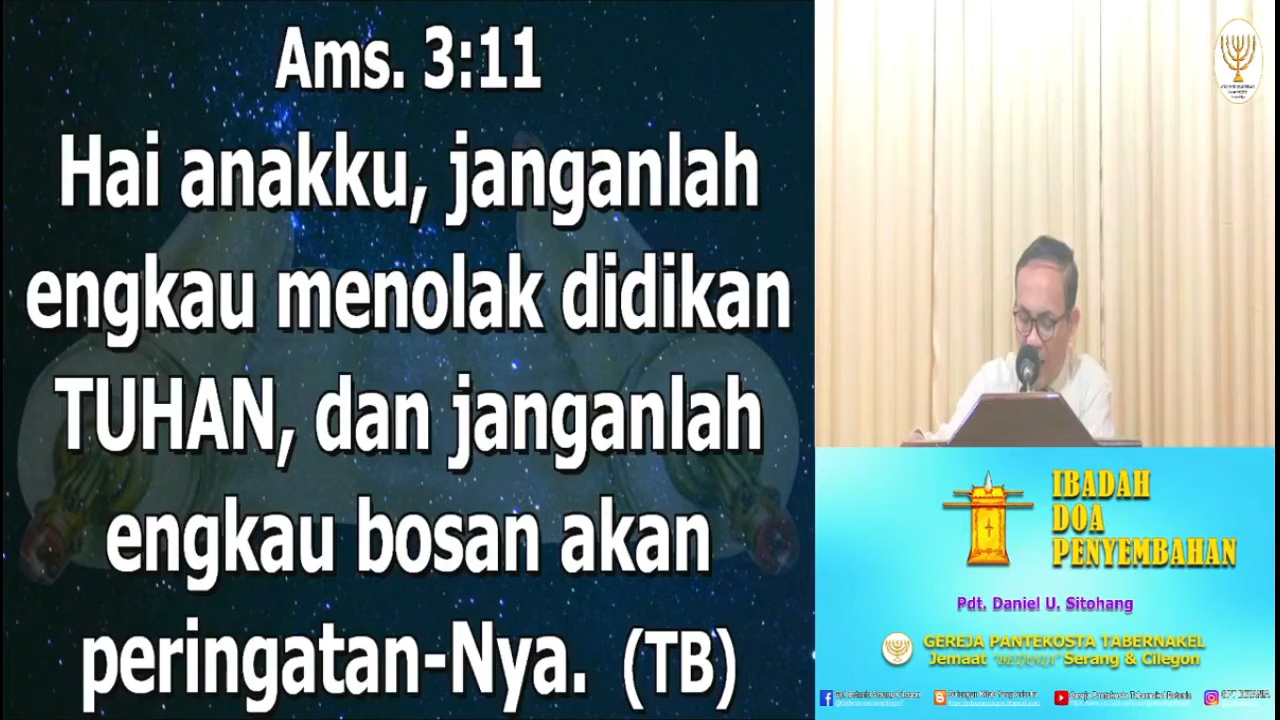 Ams. 3:11
Hai anakku, janganlah
engkau menolak didikan
TUHAN, dan janganlah
engkau bosan akan
peringatan-Nya. (TB)
IBADAH
DOA
PENYEMBAHAN
Pdt. Daniel U. Sitohang
GEREJA PANTEKOSTA TABERNAKEL
Jemaat "BETANIA" Serang & Cilegon